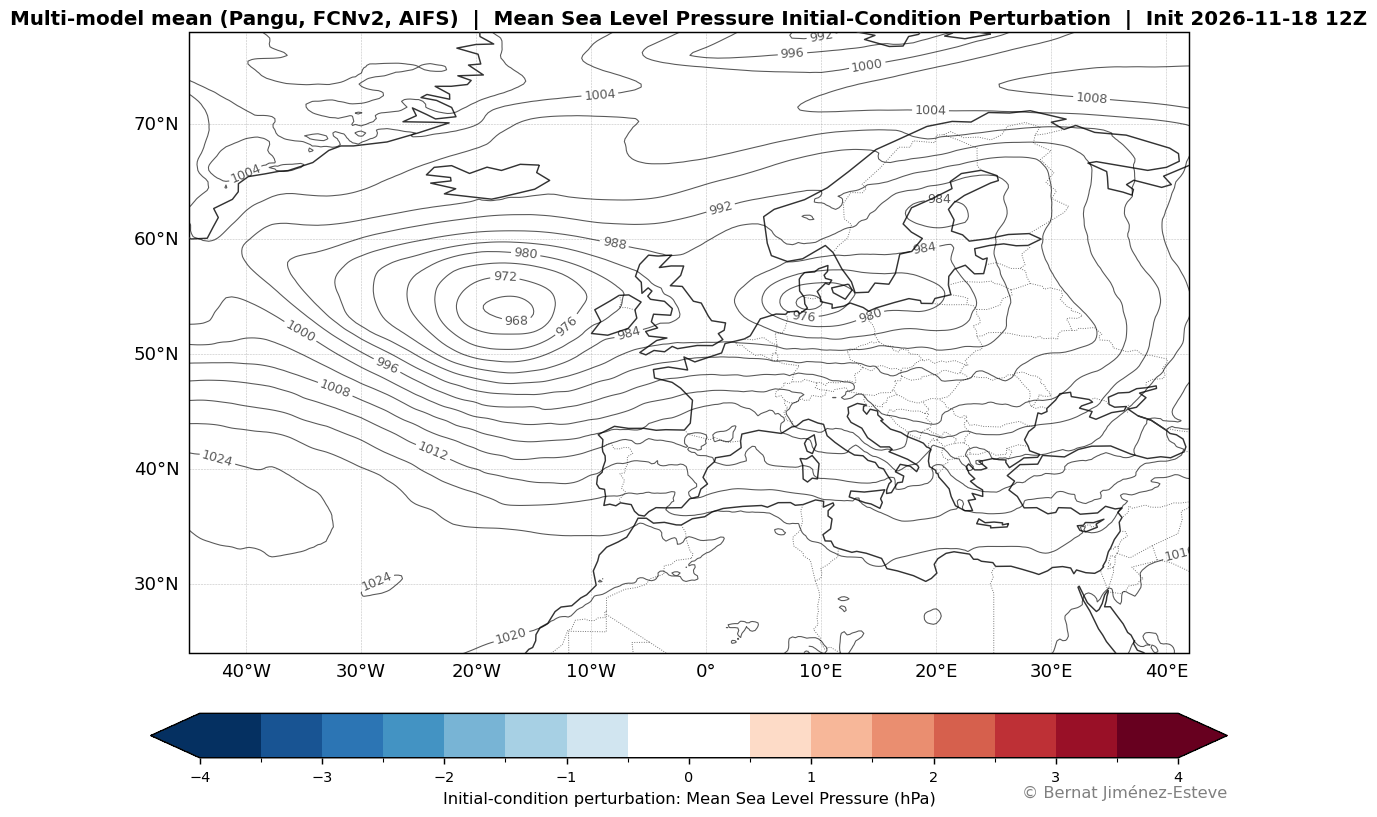 Multi-model mean (Pangu, FCNv2, AIFS) | Mean Sea Level Pressure Initial-Condition Perturbation | Init 2026-11-18 12Z
992
996
1000
1004
1008
1004
70°N
1004
984
992
60°N
988
984
980
972
968
976
976
980
984
1000
996
50°N
1008
1012
1024
40°N
1016
1024
30°N
1020
40°W 30°W 20°W 10°W 0° 10°E 20°E 30°E 40°E
−4 −3 −2 −1 0 1 2 3 4
Initial-condition perturbation: Mean Sea Level Pressure (hPa)
© Bernat Jiménez-Esteve